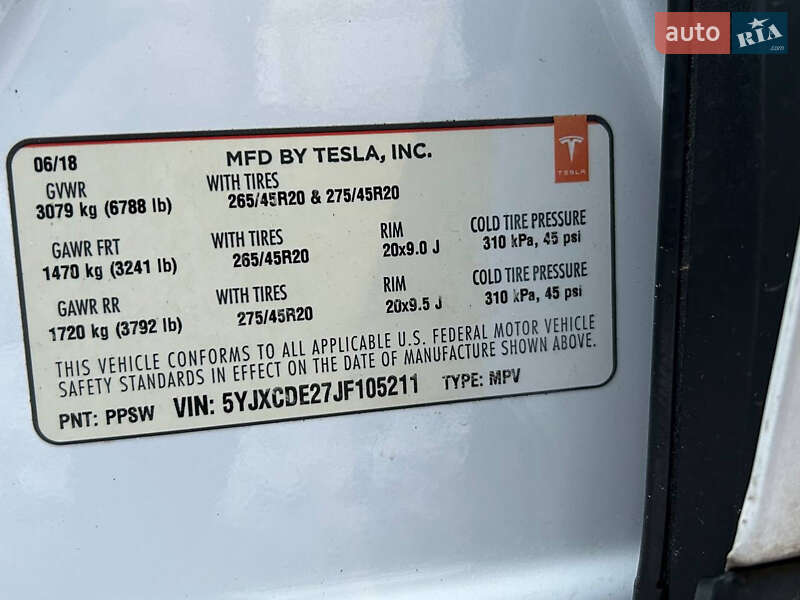 auto RIA .com
06/18 MFD BY TESLA, INC.
TESLA
GVWR WITH TIRES
3079 kg (6788 lb) 265/45R20 & 275/45R20
GAWR FRT WITH TIRES RIM COLD TIRE PRESSURE
1470 kg (3241 lb) 265/45R20 20x9.0 J 310 kPa, 45 psi
GAWR RR WITH TIRES RIM COLD TIRE PRESSURE
1720 kg (3792 lb) 275/45R20 20x9.5 J 310 kPa, 45 psi
THIS VEHICLE CONFORMS TO ALL APPLICABLE U.S. FEDERAL MOTOR VEHICLE
SAFETY STANDARDS IN EFFECT ON THE DATE OF MANUFACTURE SHOWN ABOVE.
PNT: PPSW VIN: 5YJXCDE27JF105211 TYPE: MPV